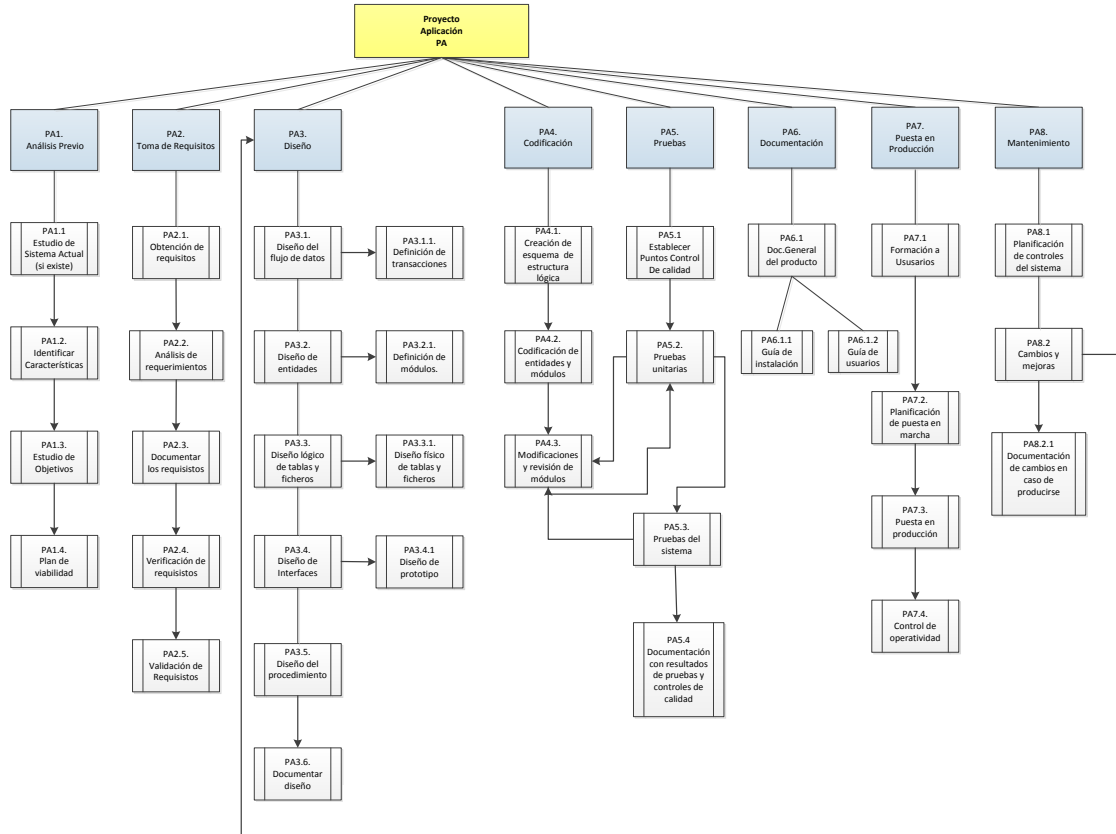 Proyecto
Aplicación
PA
PA1.
Análisis Previo
PA2.
Toma de Requisitos
PA3.
Diseño
PA4.
Codificación
PA5.
Pruebas
PA6.
Documentación
PA7.
Puesta en
Producción
PA8.
Mantenimiento
PA1.1
Estudio de
Sistema Actual
(si existe)
PA1.2.
Identificar
Características
PA1.3.
Estudio de
Objetivos
PA1.4.
Plan de
viabilidad
PA2.1.
Obtención de
requisitos
PA2.2.
Análisis de
requerimientos
PA2.3.
Documentar
los requisistos
PA2.4.
Verificación de
requisistos
PA2.5.
Validación de
Requisistos
PA3.1.
Diseño del
flujo de datos
PA3.1.1.
Definición de
transacciones
PA3.2.
Diseño de
entidades
PA3.2.1.
Definición de
módulos.
PA3.3.
Diseño lógico
de tablas y
ficheros
PA3.3.1.
Diseño físico
de tablas y
ficheros
PA3.4.
Diseño de
Interfaces
PA3.4.1
Diseño de
prototipo
PA3.5.
Diseño del
procedimiento
PA3.6.
Documentar
diseño
PA4.1.
Creación de
esquema de
estructura
lógica
PA4.2.
Codificación de
entidades y
módulos
PA4.3.
Modificaciones
y revisión de
módulos
PA5.1
Establecer
Puntos Control
De calidad
PA5.2.
Pruebas
unitarias
PA5.3.
Pruebas del
sistema
PA5.4
Documentación
con resultados
de pruebas y
controles de
calidad
PA6.1
Doc.General
del producto
PA6.1.1
Guía de
instalación
PA6.1.2
Guía de
usuarios
PA7.1
Formación a
Ususarios
PA7.2.
Planificación
de puesta en
marcha
PA7.3.
Puesta en
producción
PA7.4.
Control de
operatividad
PA8.1
Planificación
de controles
del sistema
PA8.2
Cambios y
mejoras
PA8.2.1
Documentación
de cambios en
caso de
producirse